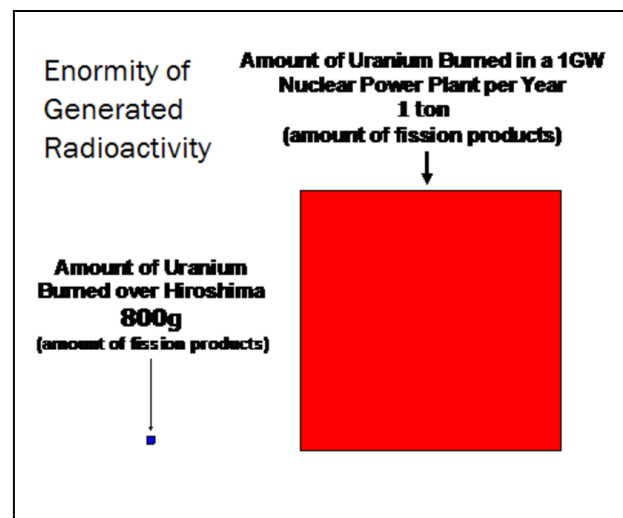 Enormity of
Generated
Radioactivity
Amount of Uranium Burned in a 1GW
Nuclear Power Plant per Year
1 ton
(amount of fission products)
Amount of Uranium
Burned over Hiroshima
800g
(amount of fission products)